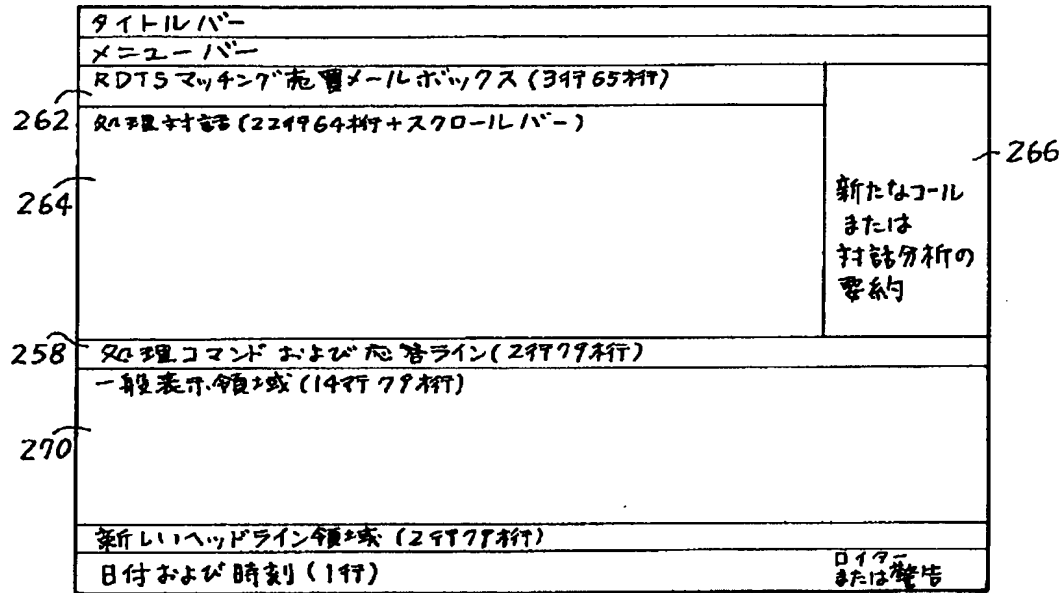 タイトルバー
メニューバー
RDTSマッチング売買メールボックス(3行65桁)
262
処理対話(22行64桁+スクロールバー)
266
264
新たなコール
または
対話分析の
要約
258
処理コマンドおよび応答ライン(2行79桁)
一般表示領域(14行79桁)
270
新しいヘッドライン領域(2行79桁)
日付および時刻(1行)
ロイター
または警告